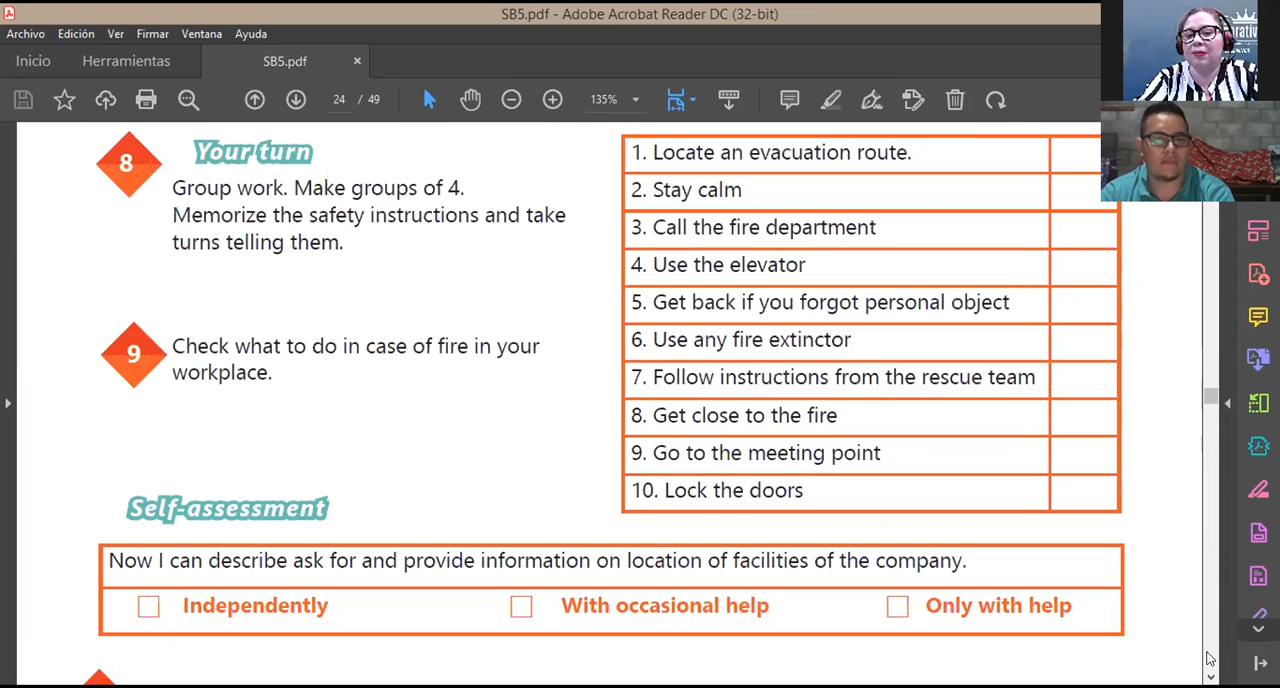 SB5.pdf - Adobe Acrobat Reader DC (32-bit)
Archivo Edición Ver Firmar Ventana Ayuda
Inicio Herramientas SB5.pdf ×
24 / 49 135%
8 Your turn
Group work. Make groups of 4.
Memorize the safety instructions and take
turns telling them.
9 Check what to do in case of fire in your
workplace.
1. Locate an evacuation route.
2. Stay calm
3. Call the fire department
4. Use the elevator
5. Get back if you forgot personal object
6. Use any fire extinctor
7. Follow instructions from the rescue team
8. Get close to the fire
9. Go to the meeting point
10. Lock the doors
Self-assessment
Now I can describe ask for and provide information on location of facilities of the company.
Independently With occasional help Only with help